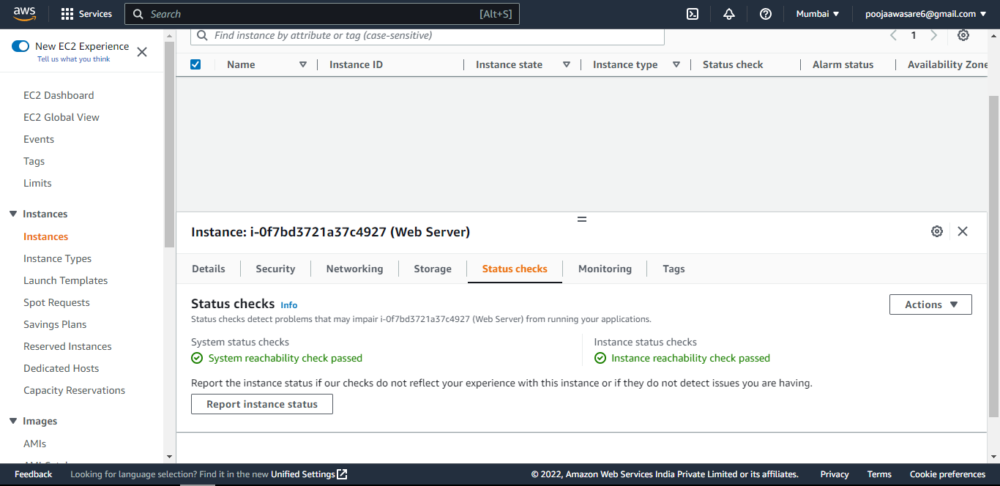 aws Services Search [Alt+S] Mumbai poojaawasare6@gmail.com
New EC2 Experience
Tell us what you think
EC2 Dashboard
EC2 Global View
Events
Tags
Limits
Instances
Instances
Instance Types
Launch Templates
Spot Requests
Savings Plans
Reserved Instances
Dedicated Hosts
Capacity Reservations
Images
AMIs
Find instance by attribute or tag (case-sensitive) 1
Name Instance ID Instance state Instance type Status check Alarm status Availability Zone
Instance: i-0f7bd3721a37c4927 (Web Server)
Details Security Networking Storage Status checks Monitoring Tags
Status checks Info Actions
Status checks detect problems that may impair i-0f7bd3721a37c4927 (Web Server) from running your applications.
System status checks Instance status checks
System reachability check passed Instance reachability check passed
Report the instance status if our checks do not reflect your experience with this instance or if they do not detect issues you are having.
Report instance status
Feedback Looking for language selection? Find it in the new Unified Settings © 2022, Amazon Web Services India Private Limited or its affiliates. Privacy Terms Cookie preferences